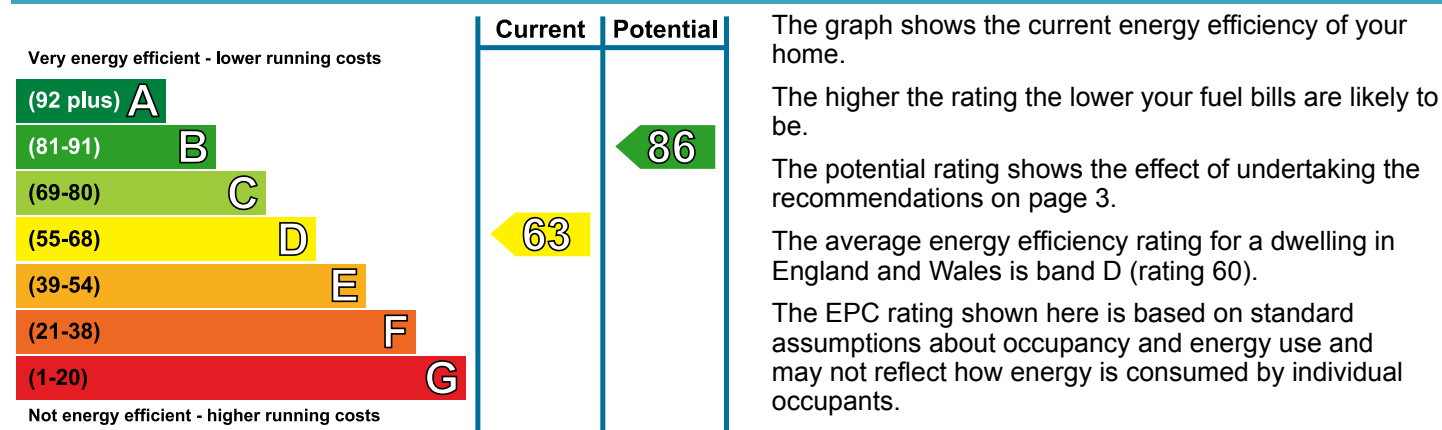 Current Potential
Very energy efficient - lower running costs
(92 plus) A
(81-91) B
86
(69-80) C
(55-68) D
63
(39-54) E
(21-38) F
(1-20) G
Not energy efficient - higher running costs
The graph shows the current energy efficiency of your
home.
The higher the rating the lower your fuel bills are likely to
be.
The potential rating shows the effect of undertaking the
recommendations on page 3.
The average energy efficiency rating for a dwelling in
England and Wales is band D (rating 60).
The EPC rating shown here is based on standard
assumptions about occupancy and energy use and
may not reflect how energy is consumed by individual
occupants.